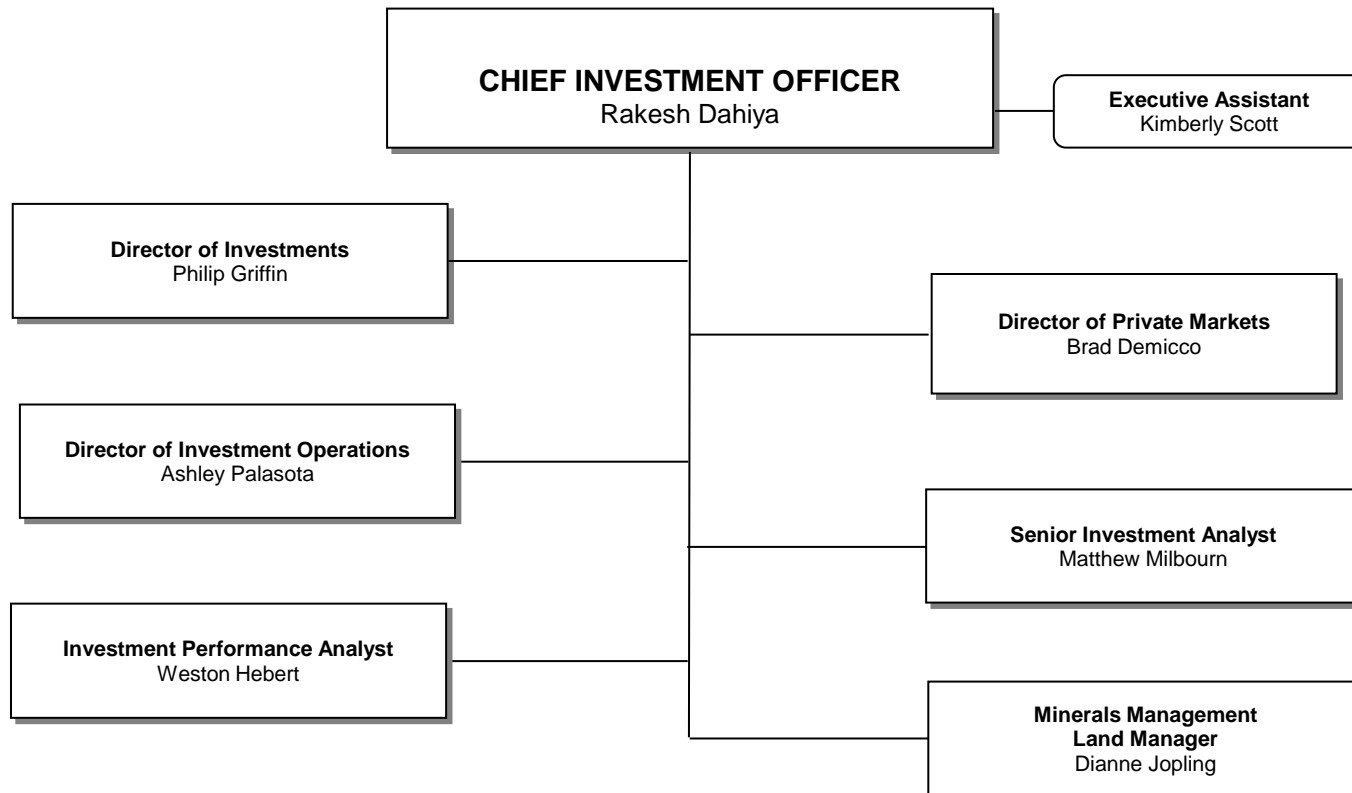 CHIEF INVESTMENT OFFICER
Rakesh Dahiya
Executive Assistant
Kimberly Scott
Director of Investments
Philip Griffin
Director of Private Markets
Brad Demicco
Director of Investment Operations
Ashley Palasota
Senior Investment Analyst
Matthew Milbourn
Investment Performance Analyst
Weston Hebert
Minerals Management
Land Manager
Dianne Jopling